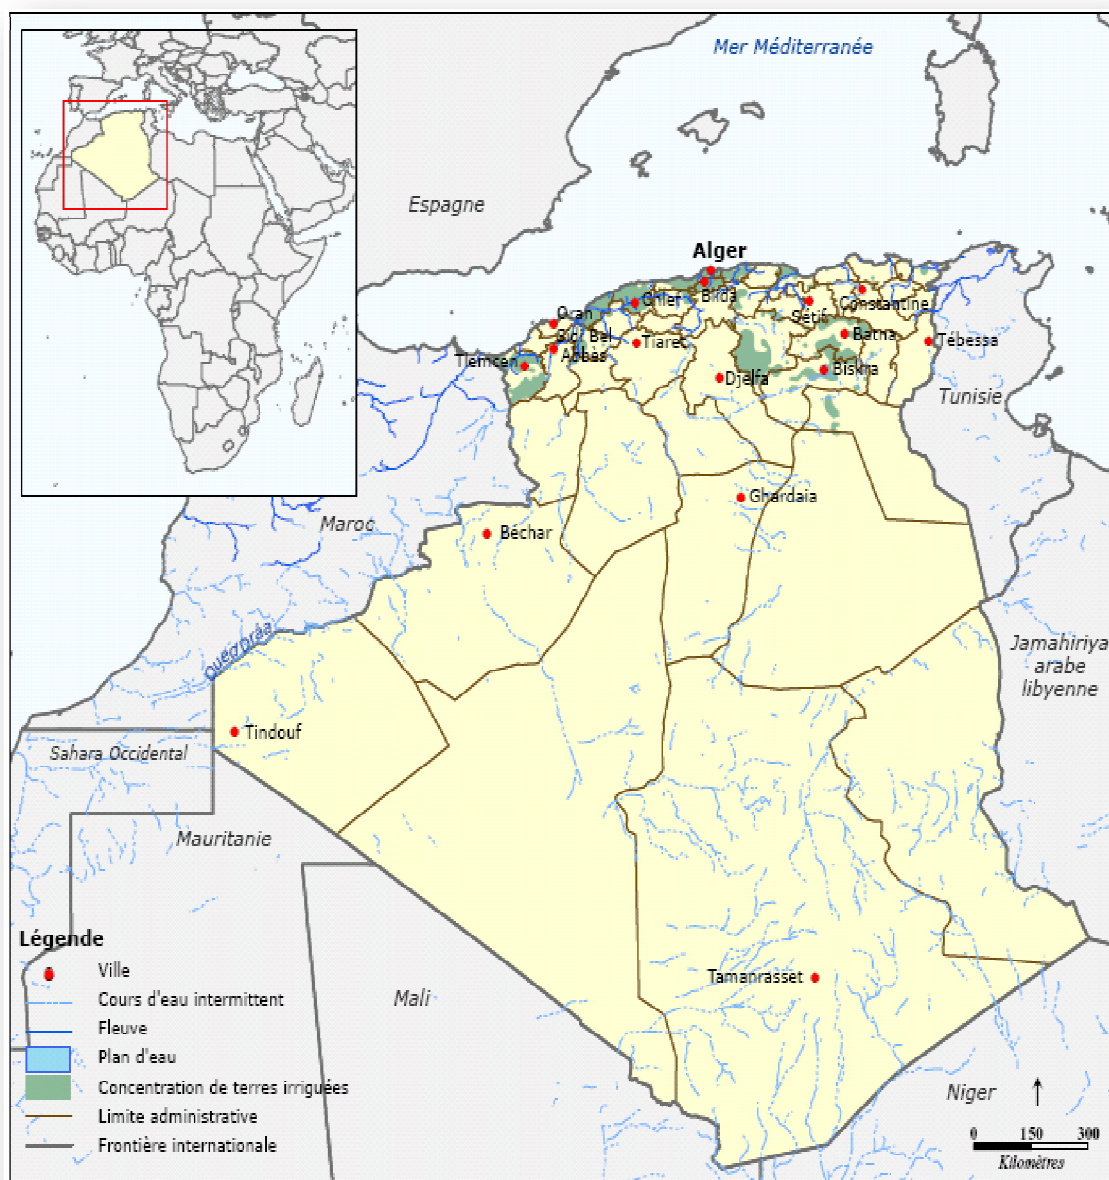 Mer Méditerranée
Espagne
Alger
Blida
Chlef
Oran
Sidi Bel
Abbès
Tlemcen
Tiaret
Djelfa
Sétif
Constantine
Batna
Biskra
Tébessa
Tunisie
Ghardaia
Maroc
Béchar
Oued Drâa
Jamahiriya
arabe
libyenne
Tindouf
Sahara Occidental
Mauritanie
Tamanrasset
Mali
Niger
Légende
Ville
Cours d'eau intermittent
Fleuve
Plan d'eau
Concentration de terres irriguées
Limite administrative
Frontière internationale
0 150 300
Kilomètres